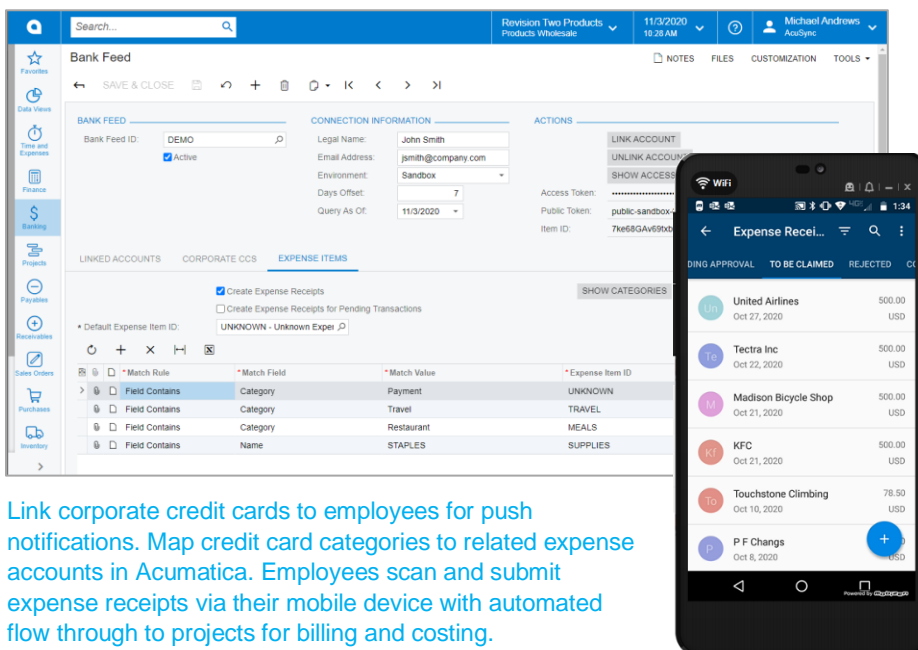 Search...
Revision Two Products
Products Wholesale
11/3/2020
10:28 AM
Michael Andrews
AcuSync
Favorites
Data Views
Time and
Expenses
Finance
Banking
Projects
Payables
Receivables
Sales Orders
Purchases
Inventory
Bank Feed
NOTES FILES CUSTOMIZATION TOOLS
SAVE & CLOSE
BANK FEED
Bank Feed ID: DEMO
Active
CONNECTION INFORMATION
Legal Name: John Smith
Email Address: jsmith@company.com
Environment: Sandbox
Days Offset: 7
Query As Of: 11/3/2020
ACTIONS
LINK ACCOUNT
UNLINK ACCOUNT
SHOW ACCESS
Access Token:
Public Token: public-sandbox-
Item ID: 7ke68GAv69txb
LINKED ACCOUNTS CORPORATE CCS EXPENSE ITEMS
Create Expense Receipts
Create Expense Receipts for Pending Transactions
SHOW CATEGORIES
* Default Expense Item ID: UNKNOWN - Unknown Exper
*Match Rule *Match Field *Match Value *Expense Item ID
Field Contains Category Payment UNKNOWN
Field Contains Category Travel TRAVEL
Field Contains Category Restaurant MEALS
Field Contains Name STAPLES SUPPLIES
WiFi
1:34
Expense Recei...
DING APPROVAL TO BE CLAIMED REJECTED CO
Un United Airlines 500.00
Oct 27, 2020 USD
Te Tectra Inc 500.00
Oct 22, 2020 USD
M Madison Bicycle Shop 500.00
Oct 21, 2020 USD
Kf KFC 500.00
Oct 21, 2020 USD
To Touchstone Climbing 78.50
Oct 10, 2020 USD
P P F Changs
Oct 8, 2020 USD
Link corporate credit cards to employees for push
notifications. Map credit card categories to related expense
accounts in Acumatica. Employees scan and submit
expense receipts via their mobile device with automated
flow through to projects for billing and costing.